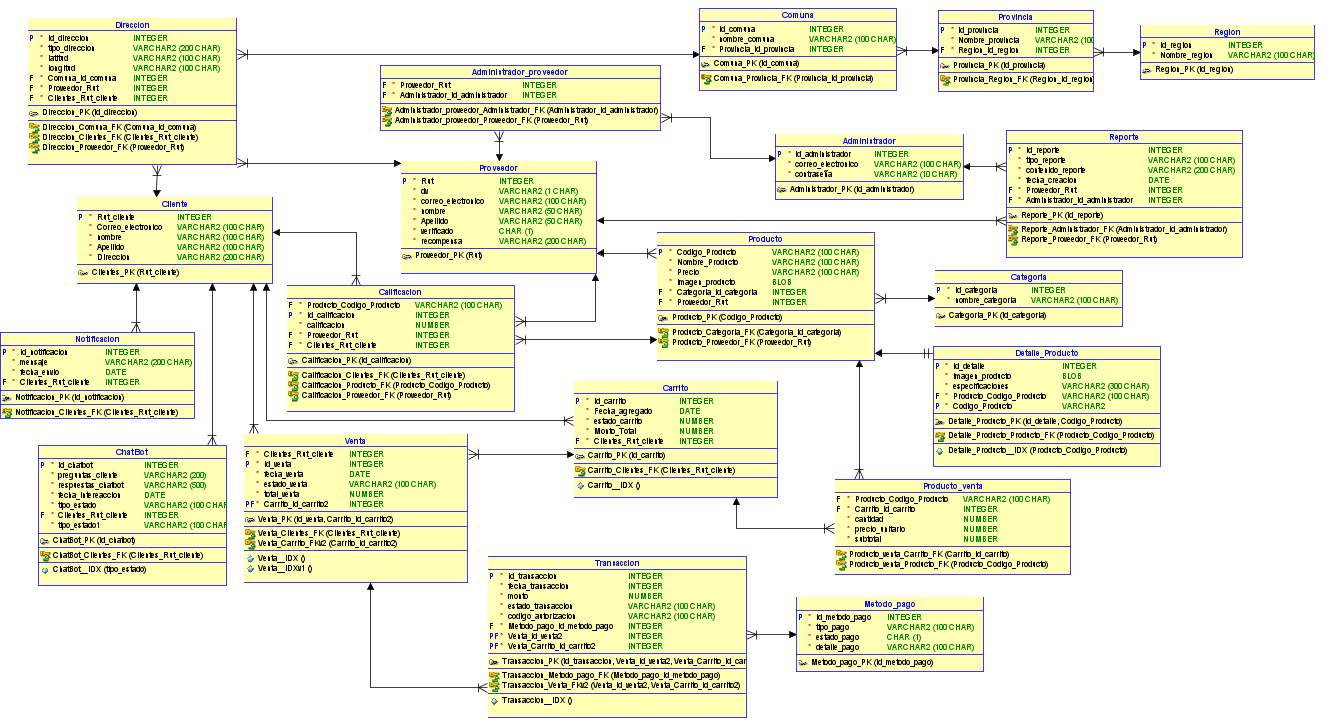 Direccion
P * id_direccion INTEGER
* tipo_direccion VARCHAR2 (200 CHAR)
* latitud VARCHAR2 (100 CHAR)
* longitud VARCHAR2 (100 CHAR)
F * Comuna_id_comuna INTEGER
F * Proveedor_Rut INTEGER
F * Clientes_Rut_cliente INTEGER
Direccion_PK (id_direccion)
Direccion_Comuna_FK (Comuna_id_comuna)
Direccion_Clientes_FK (Clientes_Rut_cliente)
Direccion_Proveedor_FK (Proveedor_Rut)
Comuna
P * id_comuna INTEGER
* nombre_comuna VARCHAR2 (100 CHAR)
F * Provincia_id_provincia INTEGER
Comuna_PK (id_comuna)
Comuna_Provincia_FK (Provincia_id_provincia)
Provincia
P * id_provincia INTEGER
* Nombre_provincia VARCHAR2 (100
F * Region_id_region INTEGER
Provincia_PK (id_provincia)
Provincia_Region_FK (Region_id_region
Region
P * id_region INTEGER
* Nombre_region VARCHAR2 (100 CHAR)
Region_PK (id_region)
Administrador_proveedor
F * Proveedor_Rut INTEGER
F * Administrador_id_administrador INTEGER
Administrador_proveedor_Administrador_FK (Administrador_id_administrador)
Administrador_proveedor_Proveedor_FK (Proveedor_Rut)
Administrador
P * id_administrador INTEGER
* correo_electronico VARCHAR2 (100 CHAR)
* contraseña VARCHAR2 (10 CHAR)
Administrador_PK (id_administrador)
Reporte
P * id_reporte INTEGER
* tipo_reporte VARCHAR2 (100 CHAR)
* contenido_reporte VARCHAR2 (200 CHAR)
* fecha_creacion DATE
F * Proveedor_Rut INTEGER
F * Administrador_id_administrador INTEGER
Reporte_PK (id_reporte)
Reporte_Administrador_FK (Administrador_id_administrador)
Reporte_Proveedor_FK (Proveedor_Rut)
Proveedor
P * Rut INTEGER
* dv VARCHAR2 (1 CHAR)
* correo_electronico VARCHAR2 (100 CHAR)
* nombre VARCHAR2 (50 CHAR)
* Apellido VARCHAR2 (50 CHAR)
* verificado CHAR (1)
* recompensa VARCHAR2 (200 CHAR)
Proveedor_PK (Rut)
Cliente
P * Rut_cliente INTEGER
* Correo_electronico VARCHAR2 (100 CHAR)
* nombre VARCHAR2 (100 CHAR)
* Apellido VARCHAR2 (100 CHAR)
* Direccion VARCHAR2 (200 CHAR)
Clientes_PK (Rut_cliente)
Producto
P * Codigo_Producto VARCHAR2 (100 CHAR)
* Nombre_Producto VARCHAR2 (100 CHAR)
* Precio VARCHAR2 (100 CHAR)
* Imagen_producto BLOB
F * Categoria_id_categoria INTEGER
F * Proveedor_Rut INTEGER
Producto_PK (Codigo_Producto)
Producto_Categoria_FK (Categoria_id_categoria)
Producto_Proveedor_FK (Proveedor_Rut)
Categoria
P * id_categoria INTEGER
* nombre_categoria VARCHAR2 (100 CHAR)
Categoria_PK (id_categoria)
Calificacion
F * Producto_Codigo_Producto VARCHAR2 (100 CHAR)
P * id_calificacion INTEGER
* calificacion NUMBER
F * Proveedor_Rut INTEGER
F * Clientes_Rut_cliente INTEGER
Calificacion_PK (id_calificacion)
Calificacion_Clientes_FK (Clientes_Rut_cliente)
Calificacion_Producto_FK (Producto_Codigo_Producto)
Calificacion_Proveedor_FK (Proveedor_Rut)
Notificacion
P * id_notificacion INTEGER
* mensaje VARCHAR2 (200 CHAR)
* fecha_envio DATE
F * Clientes_Rut_cliente INTEGER
Notificacion_PK (id_notificacion)
Notificacion_Clientes_FK (Clientes_Rut_cliente)
Detalle_Producto
P * id_detalle INTEGER
* imagen_producto BLOB
* especificaciones VARCHAR2 (300 CHAR)
F * Producto_Codigo_Producto VARCHAR2 (100 CHAR)
P * Codigo_Producto VARCHAR2
Detalle_Producto_PK (id_detalle, Codigo_Producto)
Detalle_Producto_Producto_FK (Producto_Codigo_Producto)
Detalle_Producto__IDX (Producto_Codigo_Producto)
Carrito
P * id_carrito INTEGER
* Fecha_agregado DATE
* estado_carrito NUMBER
* Monto_Total NUMBER
F * Clientes_Rut_cliente INTEGER
Carrito_PK (id_carrito)
Carrito_Clientes_FK (Clientes_Rut_cliente)
Carrito__IDX ()
ChatBot
P * id_chatbot INTEGER
* preguntas_cliente VARCHAR2 (200)
* respuestas_chatbot VARCHAR2 (500)
* fecha_intereaccion DATE
* tipo_estado VARCHAR2 (100 CHAR
F * Clientes_Rut_cliente INTEGER
* tipo_estado1 VARCHAR2 (100 CHAR
ChatBot_PK (id_chatbot)
ChatBot_Clientes_FK (Clientes_Rut_cliente)
ChatBot__IDX (tipo_estado)
Venta
F * Clientes_Rut_cliente INTEGER
P * id_venta INTEGER
* fecha_venta DATE
* estado_venta VARCHAR2 (100 CHAR)
* total_venta NUMBER
PF * Carrito_id_carrito2 INTEGER
Venta_PK (id_venta, Carrito_id_carrito2)
Venta_Clientes_FK (Clientes_Rut_cliente)
Venta_Carrito_FKv2 (Carrito_id_carrito2)
Venta__IDX ()
Venta__IDXv1 ()
Producto_venta
F * Producto_Codigo_Producto VARCHAR2 (100 CHAR)
F * Carrito_id_carrito INTEGER
* cantidad NUMBER
* precio_unitario NUMBER
* subtotal NUMBER
Producto_venta_Carrito_FK (Carrito_id_carrito)
Producto_venta_Producto_FK (Producto_Codigo_Producto)
Transaccion
P * id_transaccion INTEGER
* fecha_transaccion INTEGER
* monto NUMBER
* estado_transaccion VARCHAR2 (100 CHAR)
* codigo_autorizacion VARCHAR2 (100 CHAR)
F * Metodo_pago_id_metodo_pago INTEGER
PF * Venta_id_venta2 INTEGER
PF * Venta_Carrito_id_carrito2 INTEGER
Transaccion_PK (id_transaccion, Venta_id_venta2, Venta_Carrito_id_car
Transaccion_Metodo_pago_FK (Metodo_pago_id_metodo_pago)
Transaccion_Venta_FKv2 (Venta_id_venta2, Venta_Carrito_id_carrito2)
Transaccion__IDX ()
Metodo_pago
P * id_metodo_pago INTEGER
* tipo_pago VARCHAR2 (100 CHAR)
* estado_pago CHAR (1)
* detalle_pago VARCHAR2 (100 CHAR)
Metodo_pago_PK (id_metodo_pago)